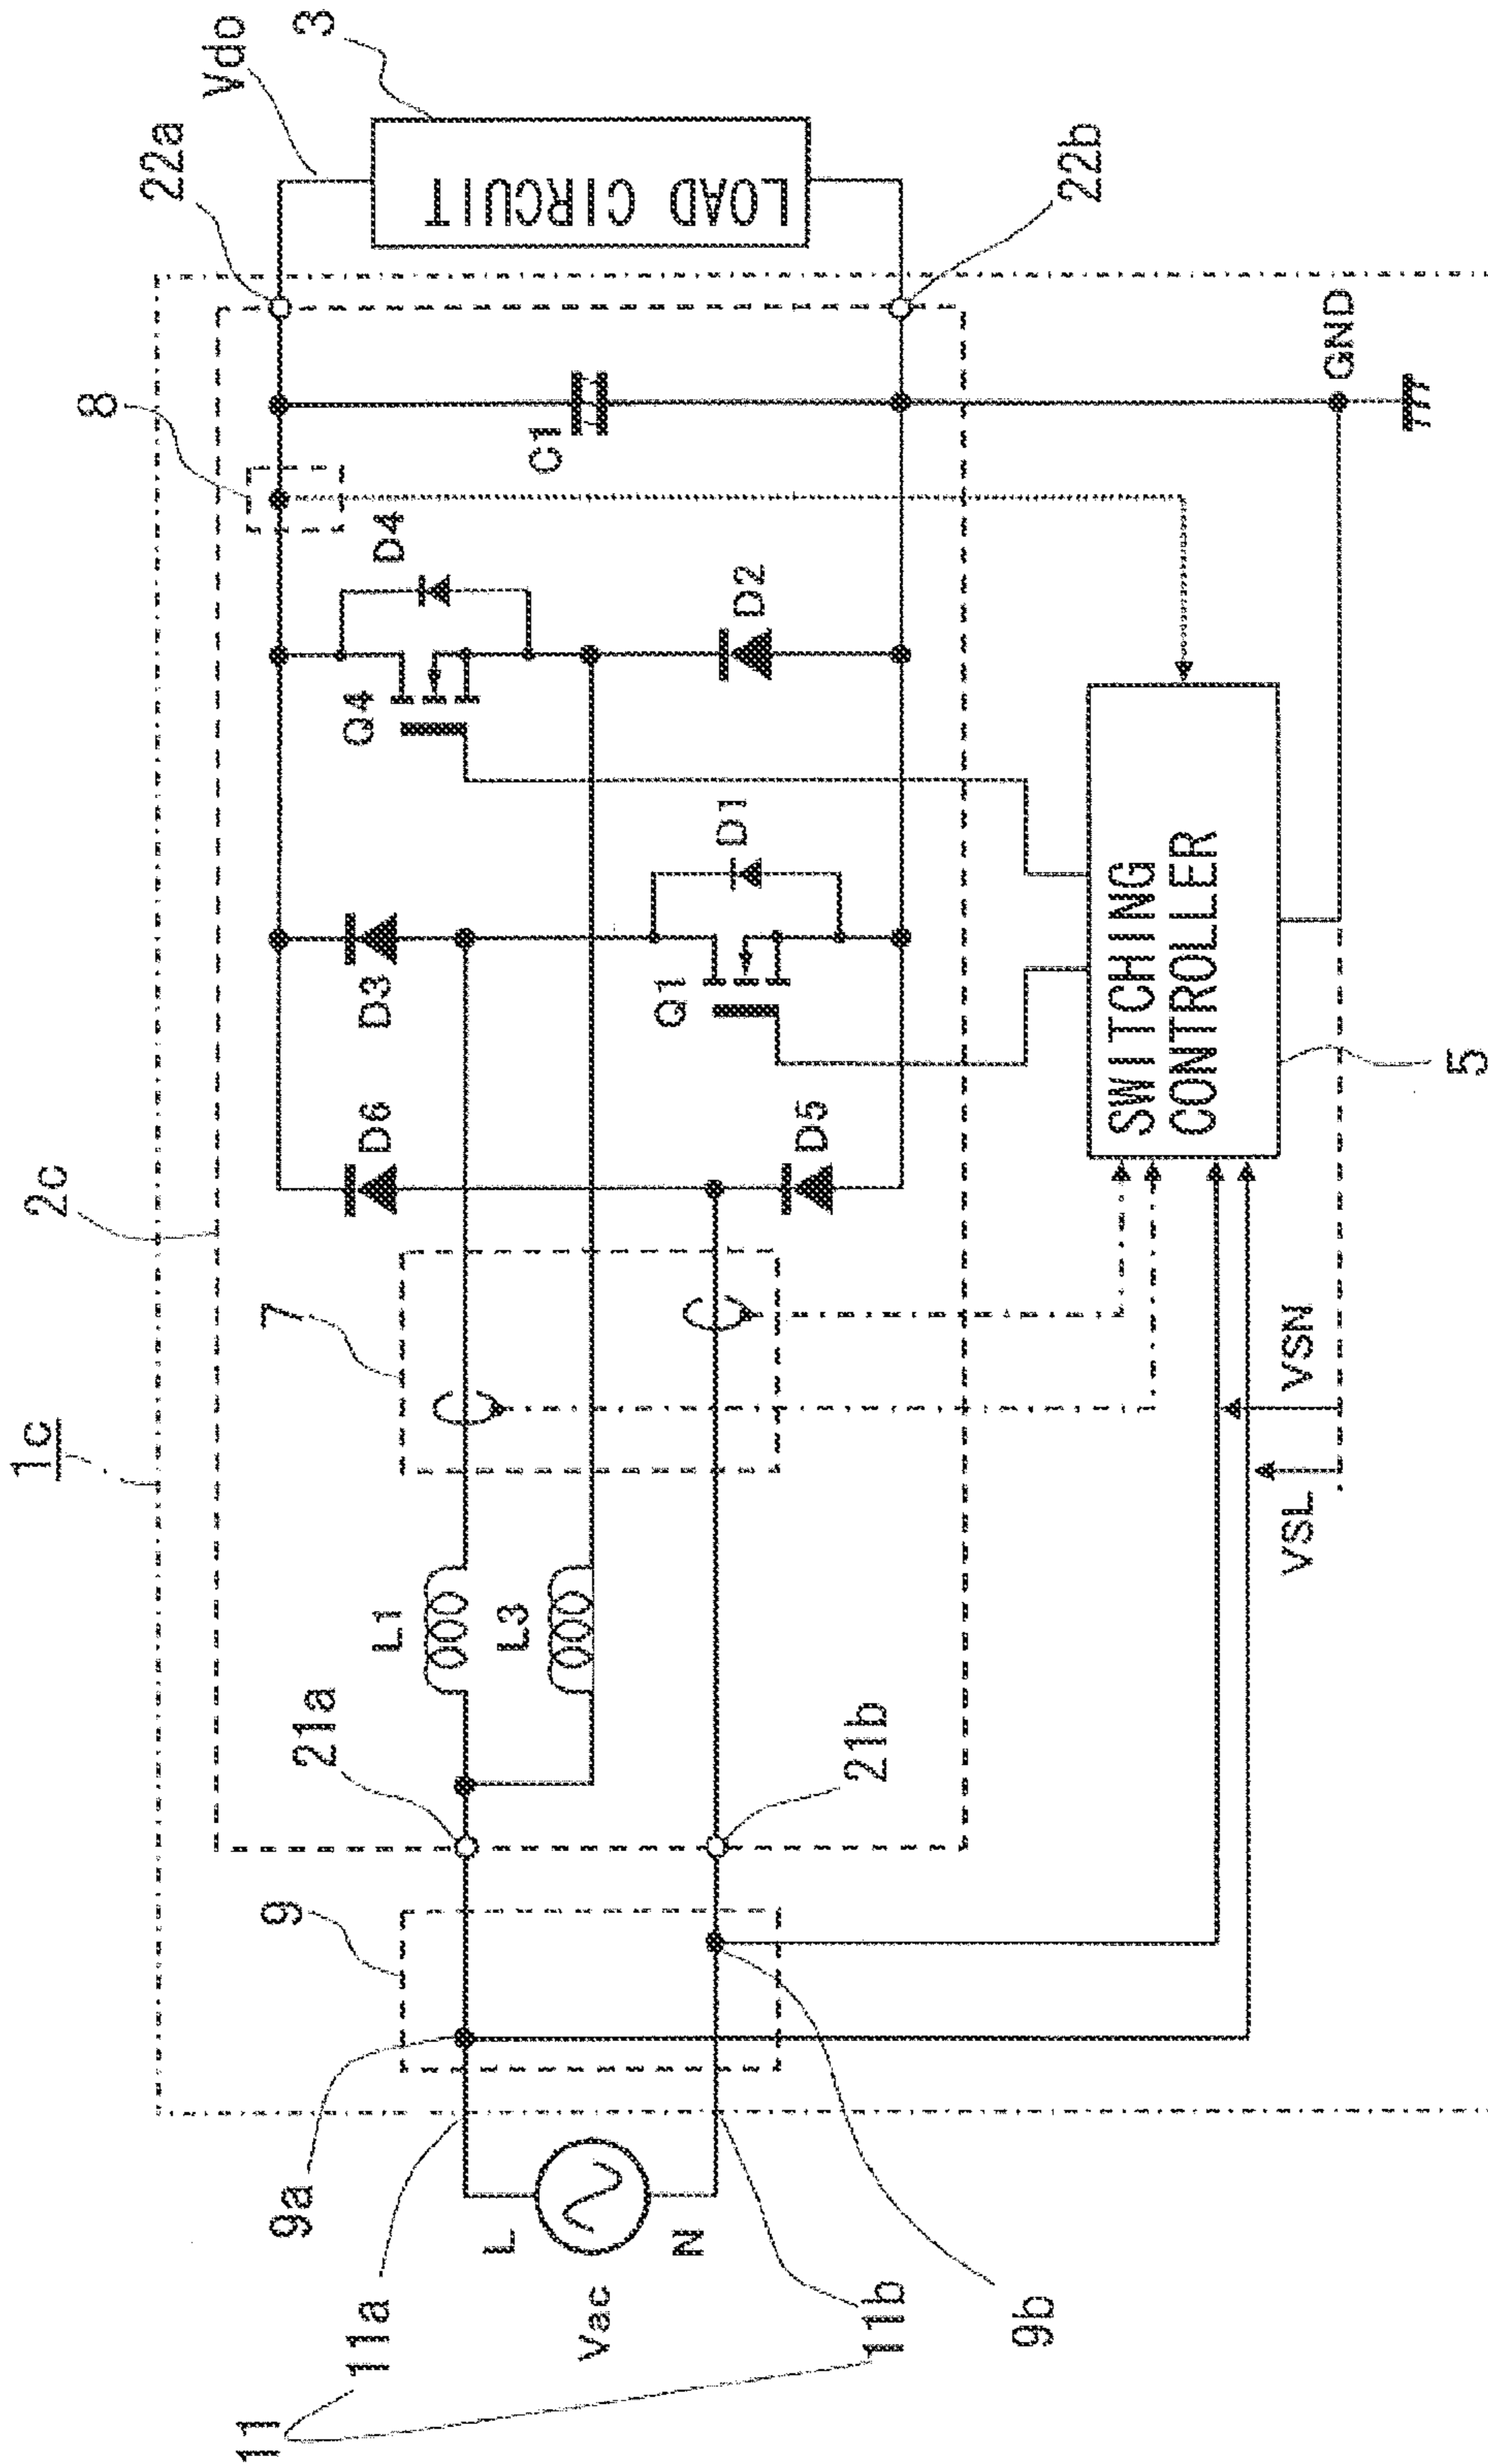 1c
2c
8
22a
Vdo
3
7
D6
D3
D4
Q4
C1
LOAD CIRCUIT
9
21a
L1
L3
D1
Q1
D2
D5
22b
9a
11a
11
L
Vac
N
11b
9b
21b
SWITCHING
CONTROLLER
5
GND
VSL
VSN